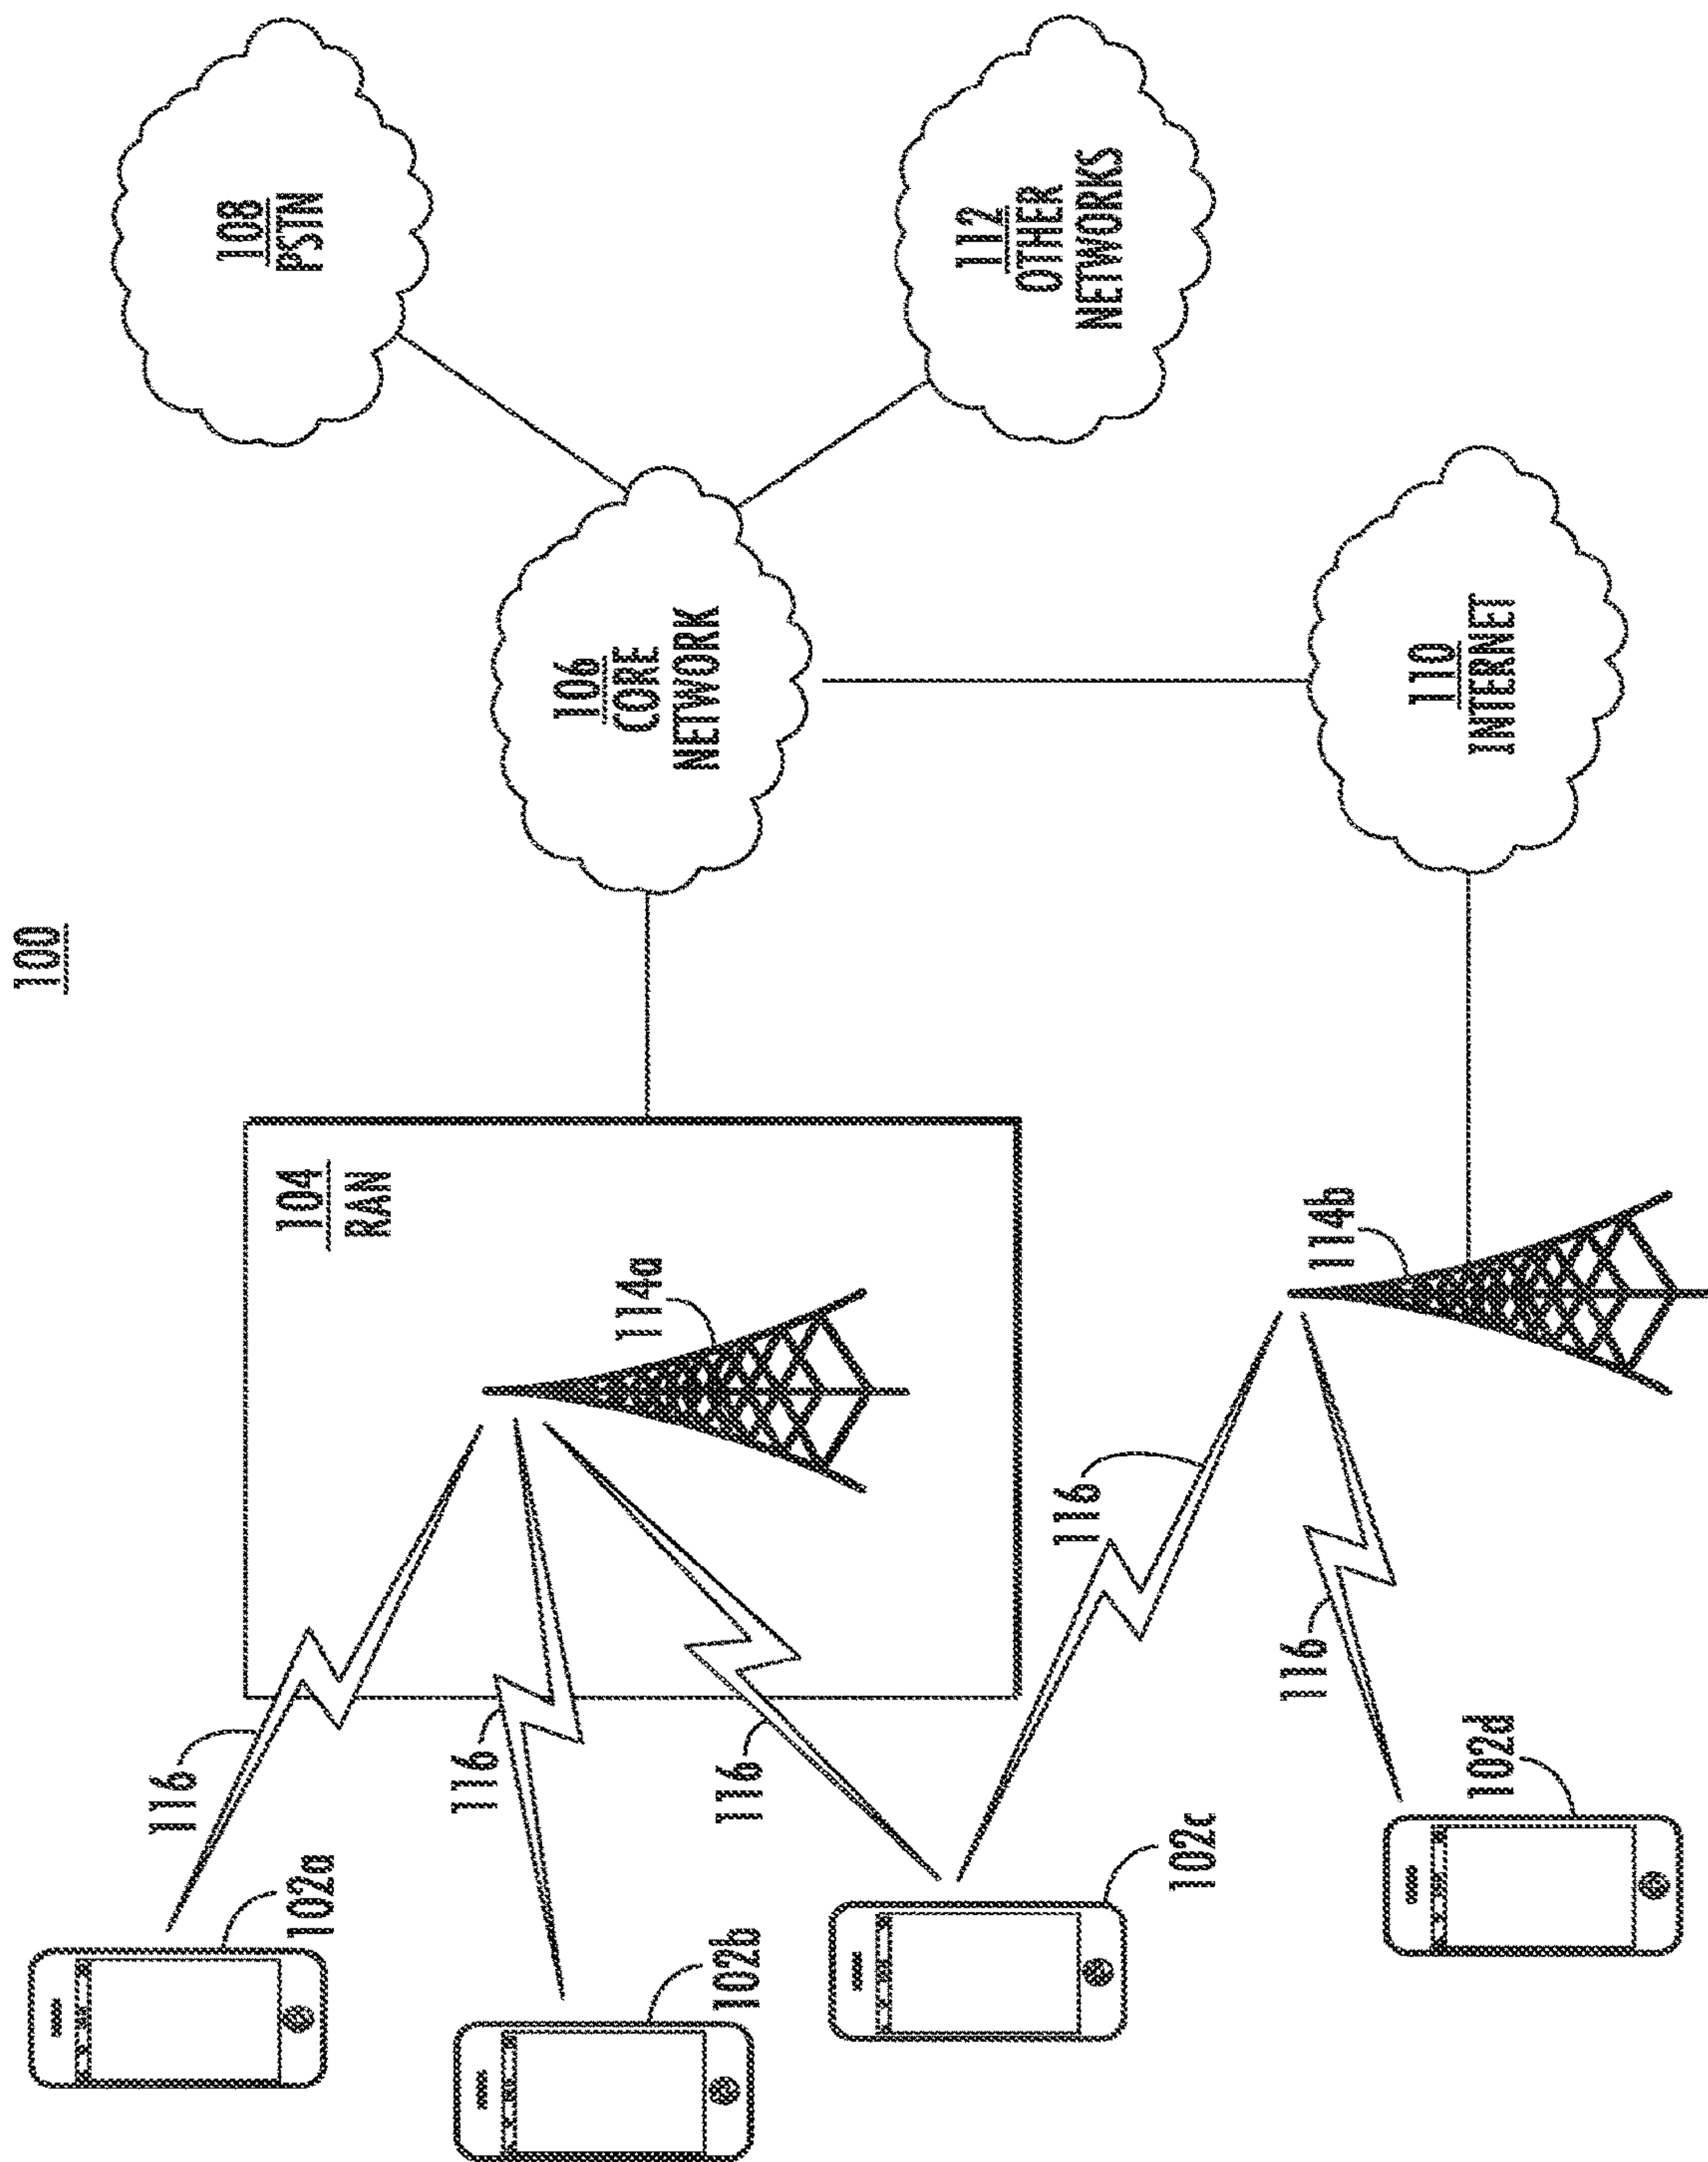 100
108
PSTN
106
CORE
NETWORK
112
OTHER
NETWORKS
104
RAN
114a
116
102a
116
102b
116
102c
116
114b
110
INTERNET
116
102d